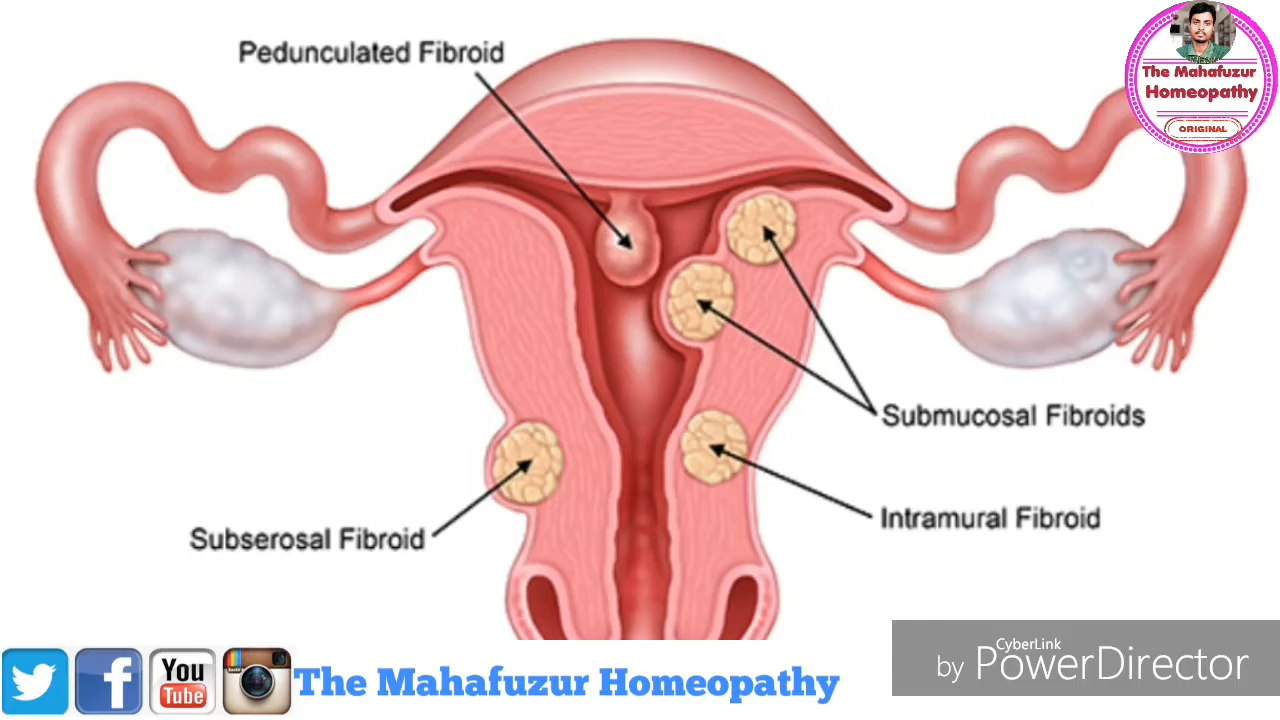 Pedunculated Fibroid
The Mahafuzur
Homeopathy
ORIGINAL
Submucosal Fibroids
Intramural Fibroid
Subserosal Fibroid
You
Tube
The Mahafuzur Homeopathy
CyberLink
by PowerDirector